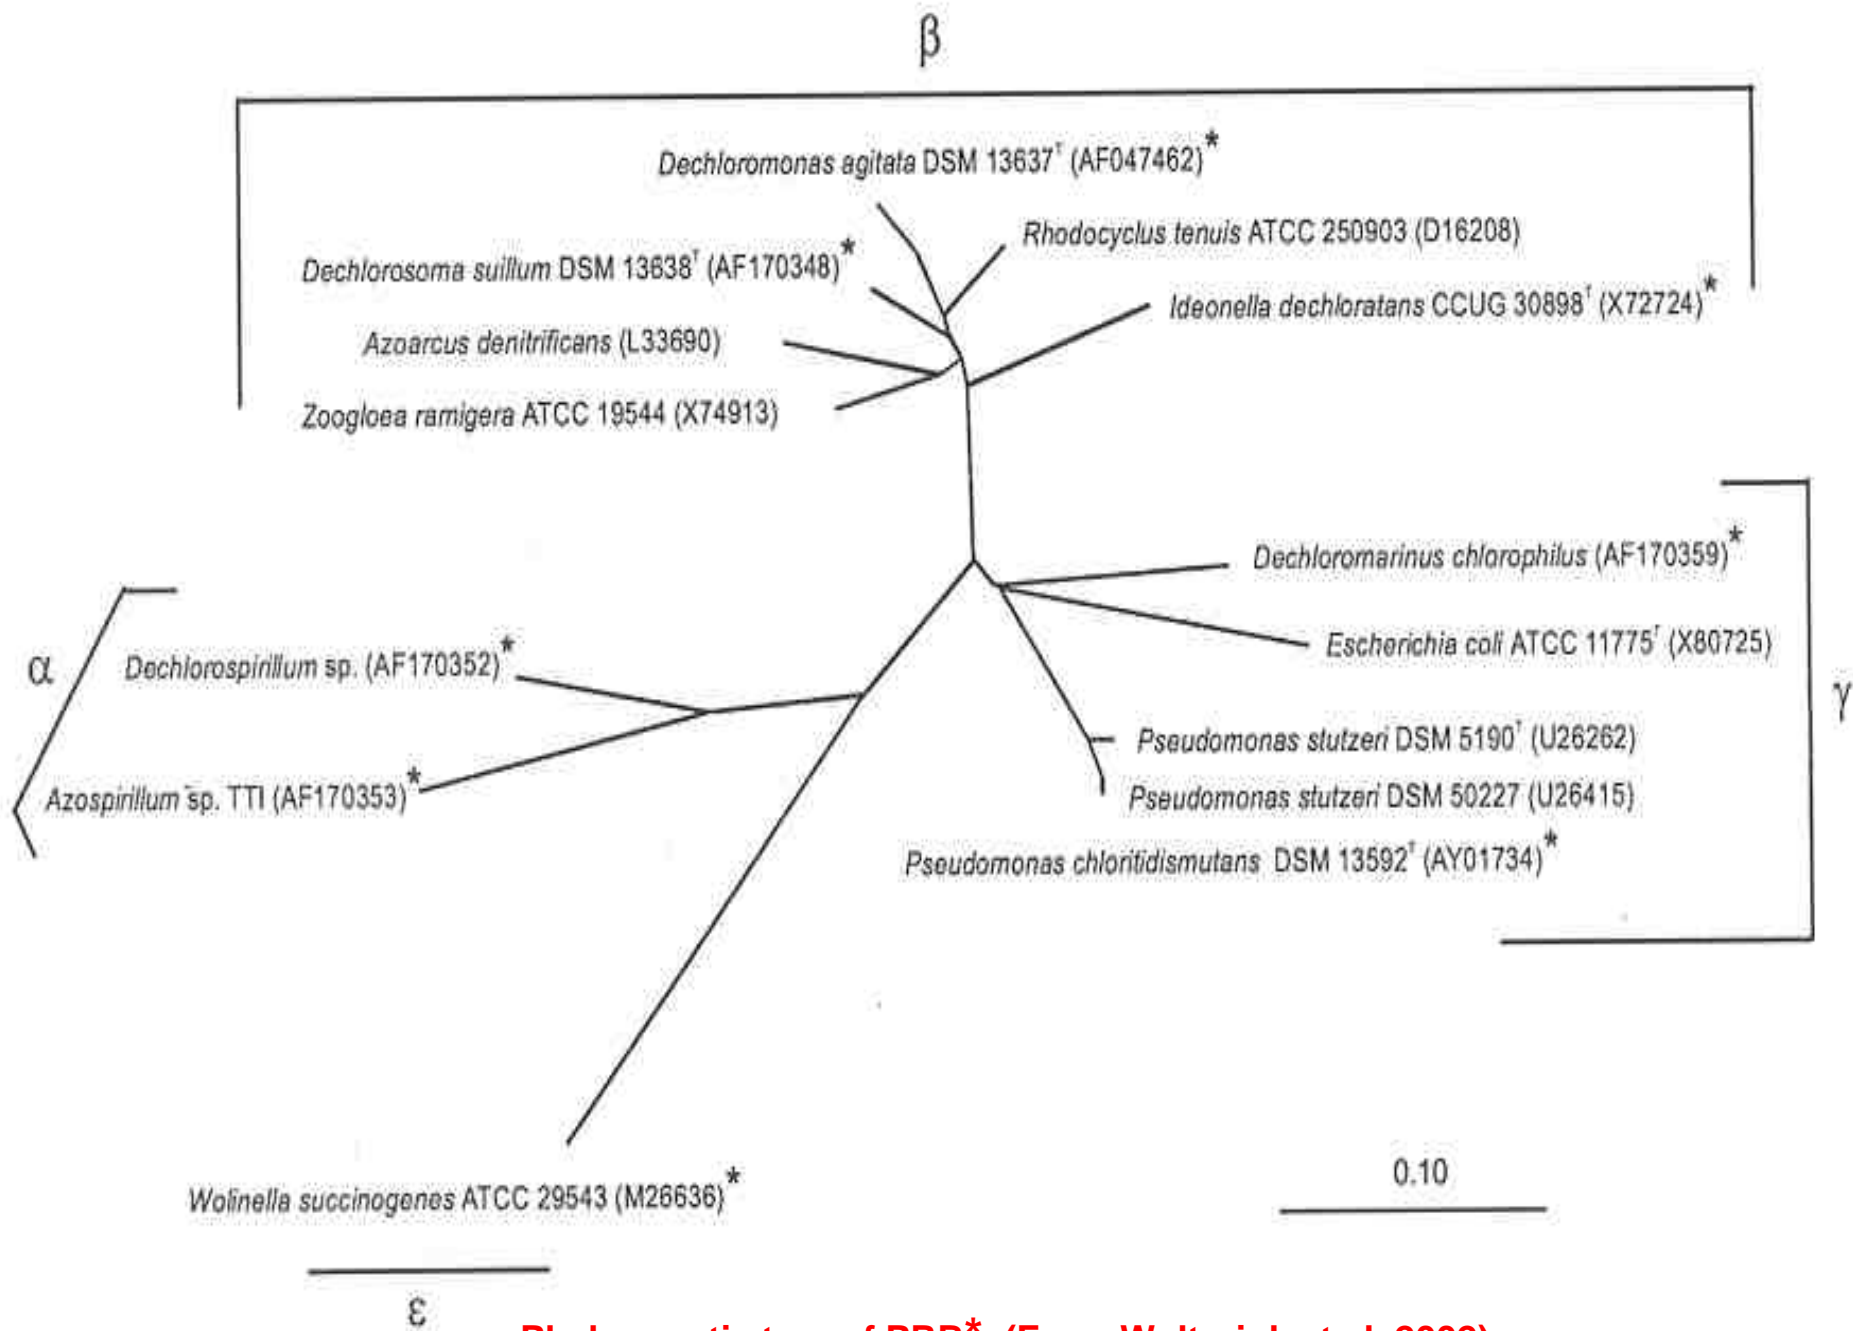 β
Dechloromonas agitata DSM 13637ᵀ (AF047462)*
Rhodocyclus tenuis ATCC 250903 (D16208)
Dechlorosoma suillum DSM 13638ᵀ (AF170348)*
Ideonella dechloratans CCUG 30898ᵀ (X72724)*
Azoarcus denitrificans (L33690)
Zoogloea ramigera ATCC 19544 (X74913)
Dechloromarinus chlorophilus (AF170359)*
Escherichia coli ATCC 11775ᵀ (X80725)
α
Dechlorospirillum sp. (AF170352)*
γ
Pseudomonas stutzeri DSM 5190ᵀ (U26262)
Azospirillum sp. TTI (AF170353)*
Pseudomonas stutzeri DSM 50227 (U26415)
Pseudomonas chloritidismutans DSM 13592ᵀ (AY01734)*
0.10
Wolinella succinogenes ATCC 29543 (M26636)*
ε